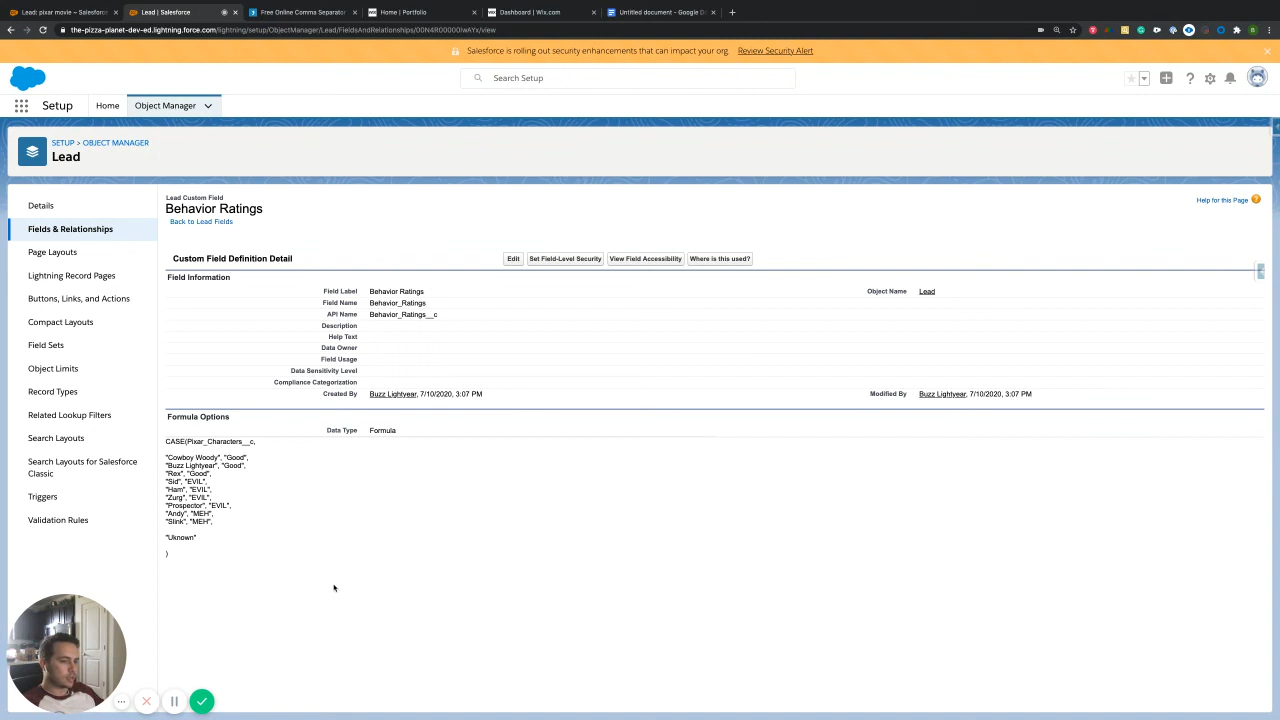 Lead: pixar movie – Salesforce
Lead | Salesforce
Free Online Comma Separator
Home | Portfolio
Dashboard | Wix.com
Untitled document - Google D
the-pizza-planet-dev-ed.lightning.force.com/lightning/setup/ObjectManager/Lead/FieldsAndRelationships/00N4R00000IwAYx/view
Salesforce is rolling out security enhancements that can impact your org. Review Security Alert
Search Setup
Setup Home Object Manager
SETUP > OBJECT MANAGER
Lead
Details
Fields & Relationships
Page Layouts
Lightning Record Pages
Buttons, Links, and Actions
Compact Layouts
Field Sets
Object Limits
Record Types
Related Lookup Filters
Search Layouts
Search Layouts for Salesforce
Classic
Triggers
Validation Rules
Lead Custom Field
Behavior Ratings
Back to Lead Fields
Help for this Page
Custom Field Definition Detail
Edit Set Field-Level Security View Field Accessibility Where is this used?
Field Information
Field Label Behavior Ratings Object Name Lead
Field Name Behavior_Ratings
API Name Behavior_Ratings__c
Description
Help Text
Data Owner
Field Usage
Data Sensitivity Level
Compliance Categorization
Created By Buzz Lightyear, 7/10/2020, 3:07 PM Modified By Buzz Lightyear, 7/10/2020, 3:07 PM
Formula Options
Data Type Formula
CASE(Pixar_Characters__c,
"Cowboy Woody", "Good",
"Buzz Lightyear", "Good",
"Rex", "Good",
"Sid", "EVIL",
"Ham", "EVIL",
"Zurg", "EVIL",
"Prospector", "EVIL",
"Andy", "MEH",
"Slink", "MEH",
"Uknown"
)